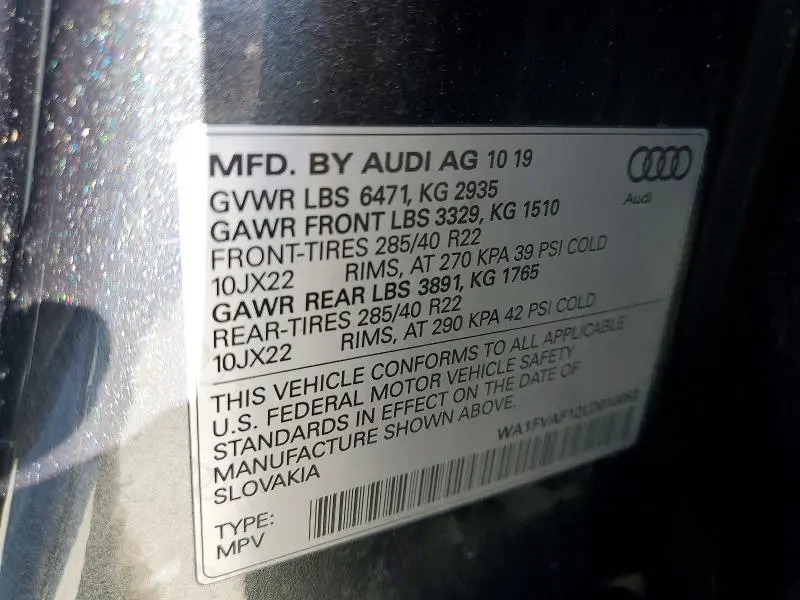 MFD. BY AUDI AG 10 19
Audi
GVWR LBS 6471, KG 2935
GAWR FRONT LBS 3329, KG 1510
FRONT-TIRES 285/40 R22
10JX22 RIMS, AT 270 KPA 39 PSI COLD
GAWR REAR LBS 3891, KG 1765
REAR-TIRES 285/40 R22
10JX22 RIMS, AT 290 KPA 42 PSI COLD
THIS VEHICLE CONFORMS TO ALL APPLICABLE
U.S. FEDERAL MOTOR VEHICLE SAFETY
STANDARDS IN EFFECT ON THE DATE OF
MANUFACTURE SHOWN ABOVE.
SLOVAKIA
TYPE:
MPV